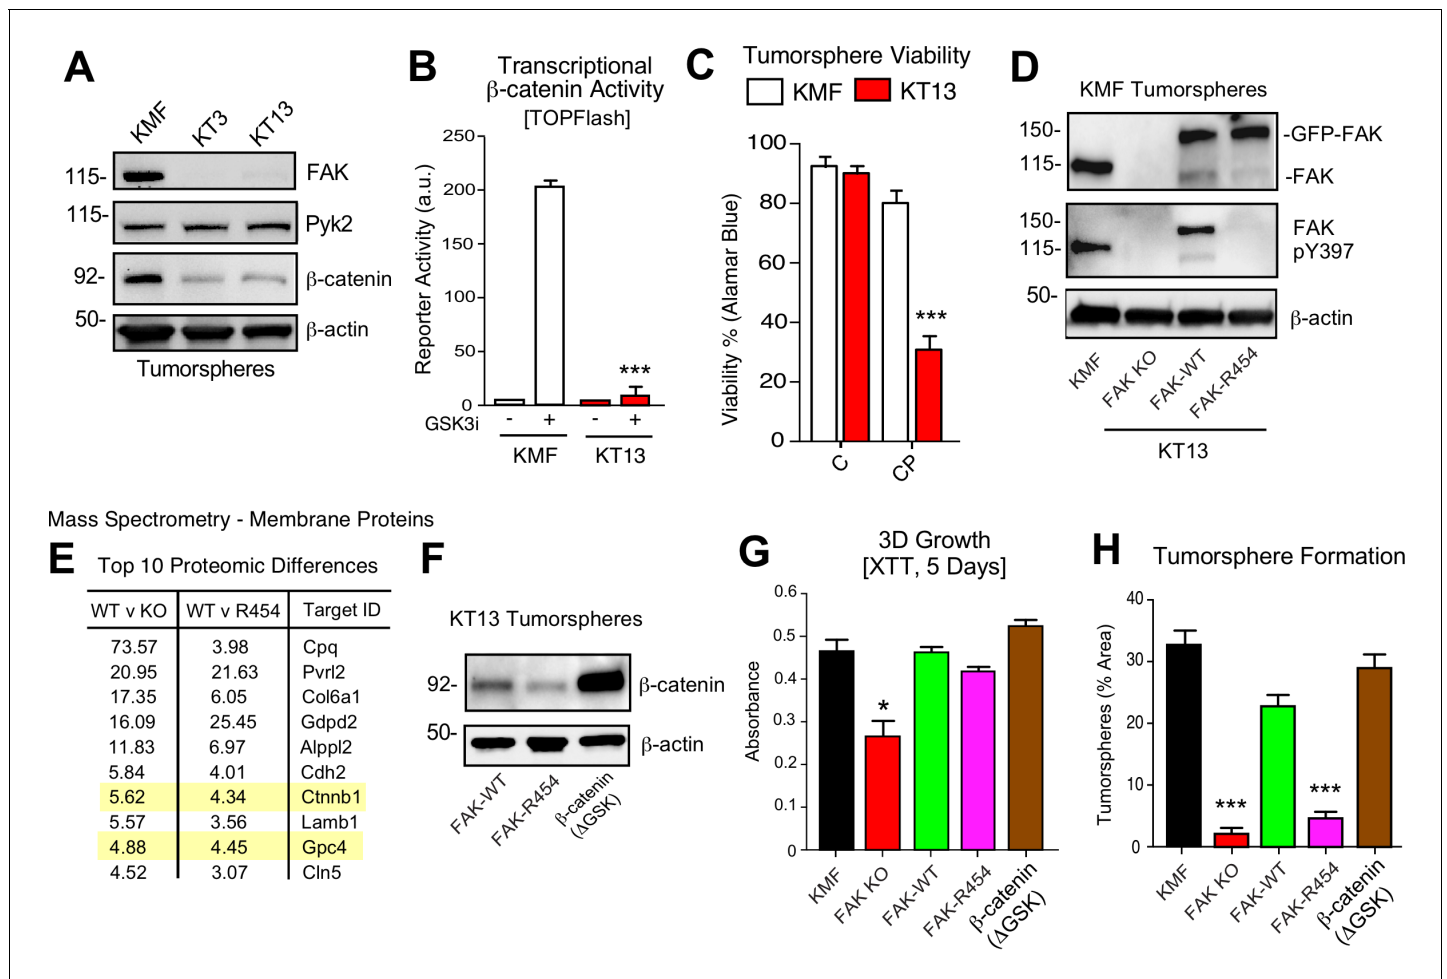 A
KMF
KT3
KT13
115-
FAK
115-
Pyk2
92-
β-catenin
50-
β-actin
Tumorspheres
B
Transcriptional
β-catenin Activity
[TOPFlash]
Reporter Activity (a.u.)
250
200
150
100
50
0
***
GSK3i
- + - +
KMF KT13
C
Tumorsphere Viability
KMF KT13
Viability % (Alamar Blue)
100
80
60
40
20
0
***
C
CP
D
KMF Tumorspheres
150-
-GFP-FAK
115-
-FAK
150-
FAK
115-
pY397
50-
β-actin
KMF
FAK KO
FAK-WT
FAK-R454
KT13
Mass Spectrometry - Membrane Proteins
E
Top 10 Proteomic Differences
WT v KO WT v R454 Target ID
73.57 3.98 Cpq
20.95 21.63 Pvrl2
17.35 6.05 Col6a1
16.09 25.45 Gdpd2
11.83 6.97 Alppl2
5.84 4.01 Cdh2
5.62 4.34 Ctnnb1
5.57 3.56 Lamb1
4.88 4.45 Gpc4
4.52 3.07 Cln5
F
KT13 Tumorspheres
92-
β-catenin
50-
β-actin
FAK-WT
FAK-R454
β-catenin
(ΔGSK)
G
3D Growth
[XTT, 5 Days]
Absorbance
0.6
0.5
0.4
0.3
0.2
0.1
0
*
KMF
FAK KO
FAK-WT
FAK-R454
β-catenin
(ΔGSK)
H
Tumorsphere Formation
Tumorspheres (% Area)
40
30
20
10
0
***
***
KMF
FAK KO
FAK-WT
FAK-R454
β-catenin
(ΔGSK)